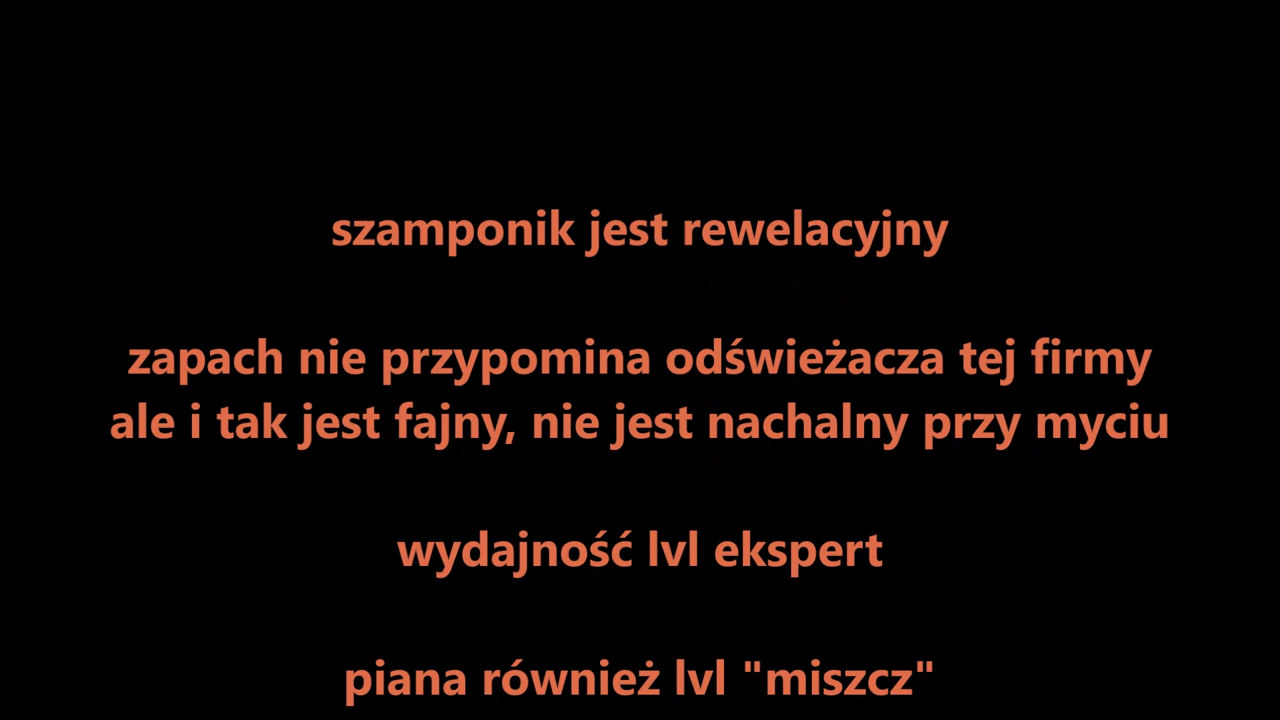 szamponik jest rewelacyjny
zapach nie przypomina odświeżacza tej firmy
ale i tak jest fajny, nie jest nachalny przy myciu
wydajność lvl ekspert
piana również lvl "miszcz"